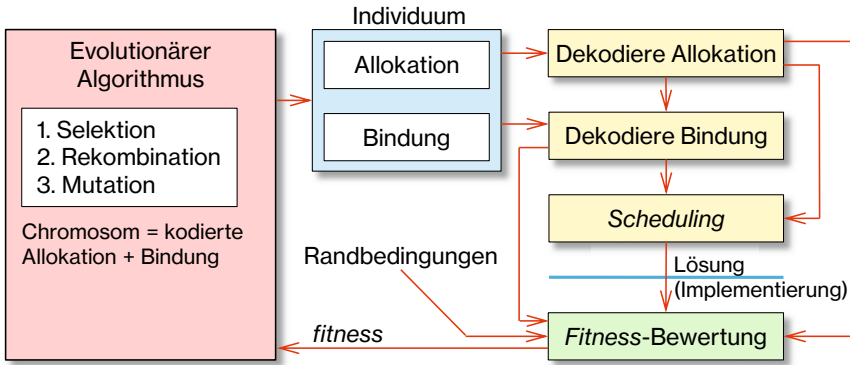 Evolutionärer
Algorithmus
1. Selektion
2. Rekombination
3. Mutation
Chromosom = kodierte
Allokation + Bindung
Individuum
Allokation
Bindung
Dekodiere Allokation
Dekodiere Bindung
Scheduling
Randbedingungen
Lösung
(Implementierung)
fitness
Fitness-Bewertung